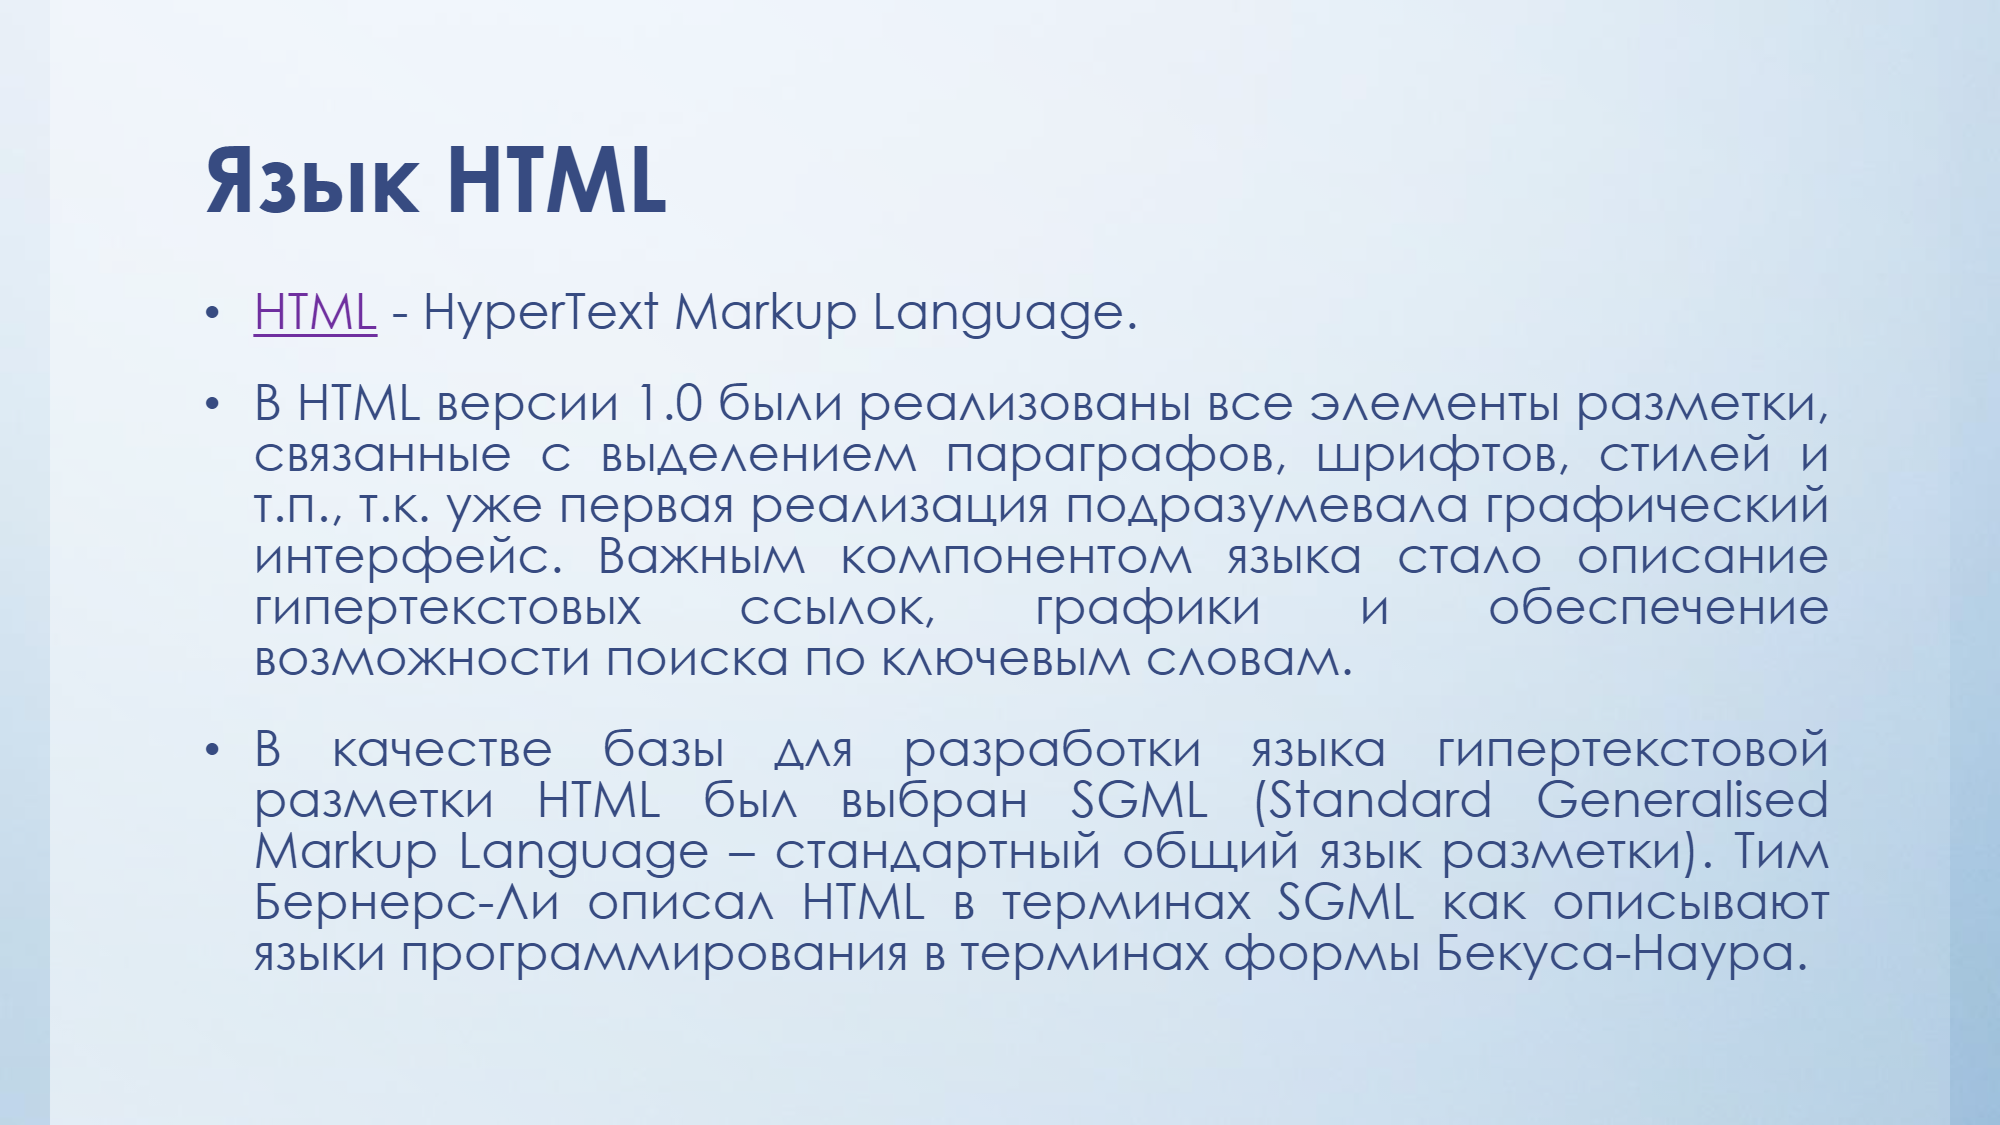 Язык HTML
• HTML - HyperText Markup Language.
• В HTML версии 1.0 были реализованы все элементы разметки,
связанные с выделением параграфов, шрифтов, стилей и
т.п., т.к. уже первая реализация подразумевала графический
интерфейс. Важным компонентом языка стало описание
гипертекстовых ссылок, графики и обеспечение
возможности поиска по ключевым словам.
• В качестве базы для разработки языка гипертекстовой
разметки HTML был выбран SGML (Standard Generalised
Markup Language – стандартный общий язык разметки). Тим
Бернерс-Ли описал HTML в терминах SGML как описывают
языки программирования в терминах формы Бекуса-Наура.